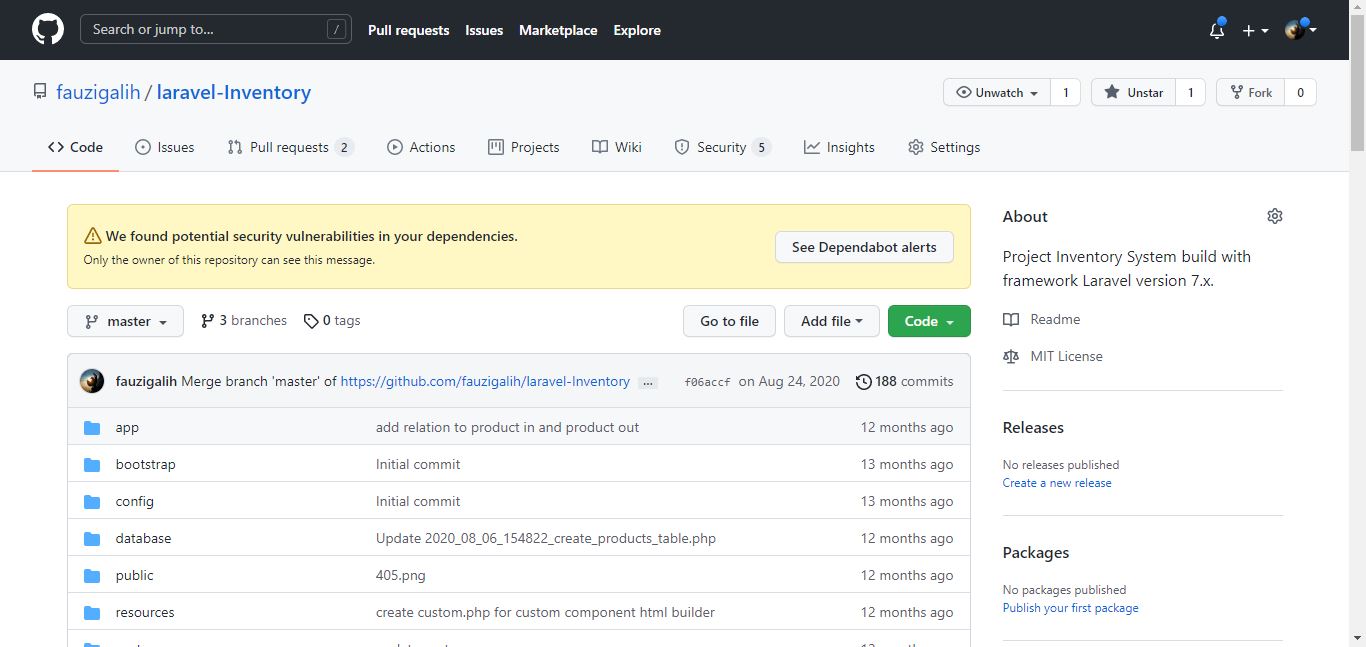 Search or jump to... / Pull requests Issues Marketplace Explore
fauzigalih / laravel-Inventory Unwatch 1 Unstar 1 Fork 0
Code Issues Pull requests 2 Actions Projects Wiki Security 5 Insights Settings
We found potential security vulnerabilities in your dependencies.
Only the owner of this repository can see this message.
See Dependabot alerts
master 3 branches 0 tags Go to file Add file Code
fauzigalih Merge branch 'master' of https://github.com/fauzigalih/laravel-Inventory ... f06accf on Aug 24, 2020 188 commits
app add relation to product in and product out 12 months ago
bootstrap Initial commit 13 months ago
config Initial commit 13 months ago
database Update 2020_08_06_154822_create_products_table.php 12 months ago
public 405.png 12 months ago
resources create custom.php for custom component html builder 12 months ago
About
Project Inventory System build with
framework Laravel version 7.x.
Readme
MIT License
Releases
No releases published
Create a new release
Packages
No packages published
Publish your first package